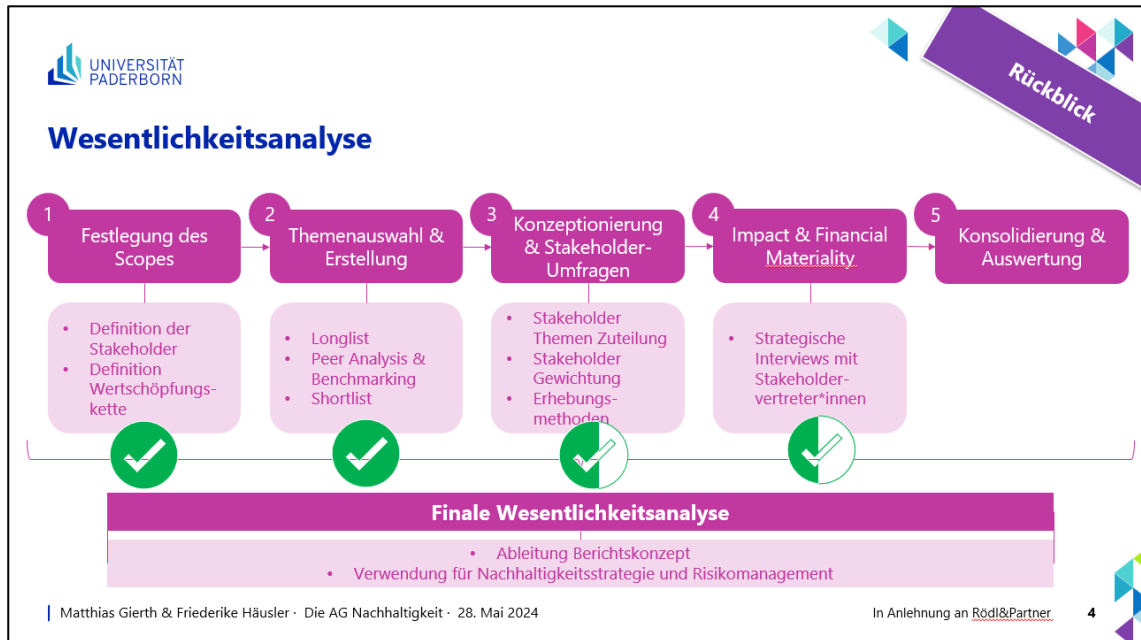 UNIVERSITÄT
PADERBORN
Rückblick
Wesentlichkeitsanalyse
1
Festlegung des
Scopes
2
Themenauswahl &
Erstellung
3
Konzeptionierung
& Stakeholder-
Umfragen
4
Impact & Financial
Materiality
5
Konsolidierung &
Auswertung
• Definition der
Stakeholder
• Definition
Wertschöpfungs-
kette
• Longlist
• Peer Analysis &
Benchmarking
• Shortlist
• Stakeholder
Themen Zuteilung
• Stakeholder
Gewichtung
• Erhebungs-
methoden
• Strategische
Interviews mit
Stakeholder-
vertreter*innen
Finale Wesentlichkeitsanalyse
• Ableitung Berichtskonzept
• Verwendung für Nachhaltigkeitsstrategie und Risikomanagement
Matthias Gierth & Friederike Häusler · Die AG Nachhaltigkeit · 28. Mai 2024
In Anlehnung an Rödl&Partner
4